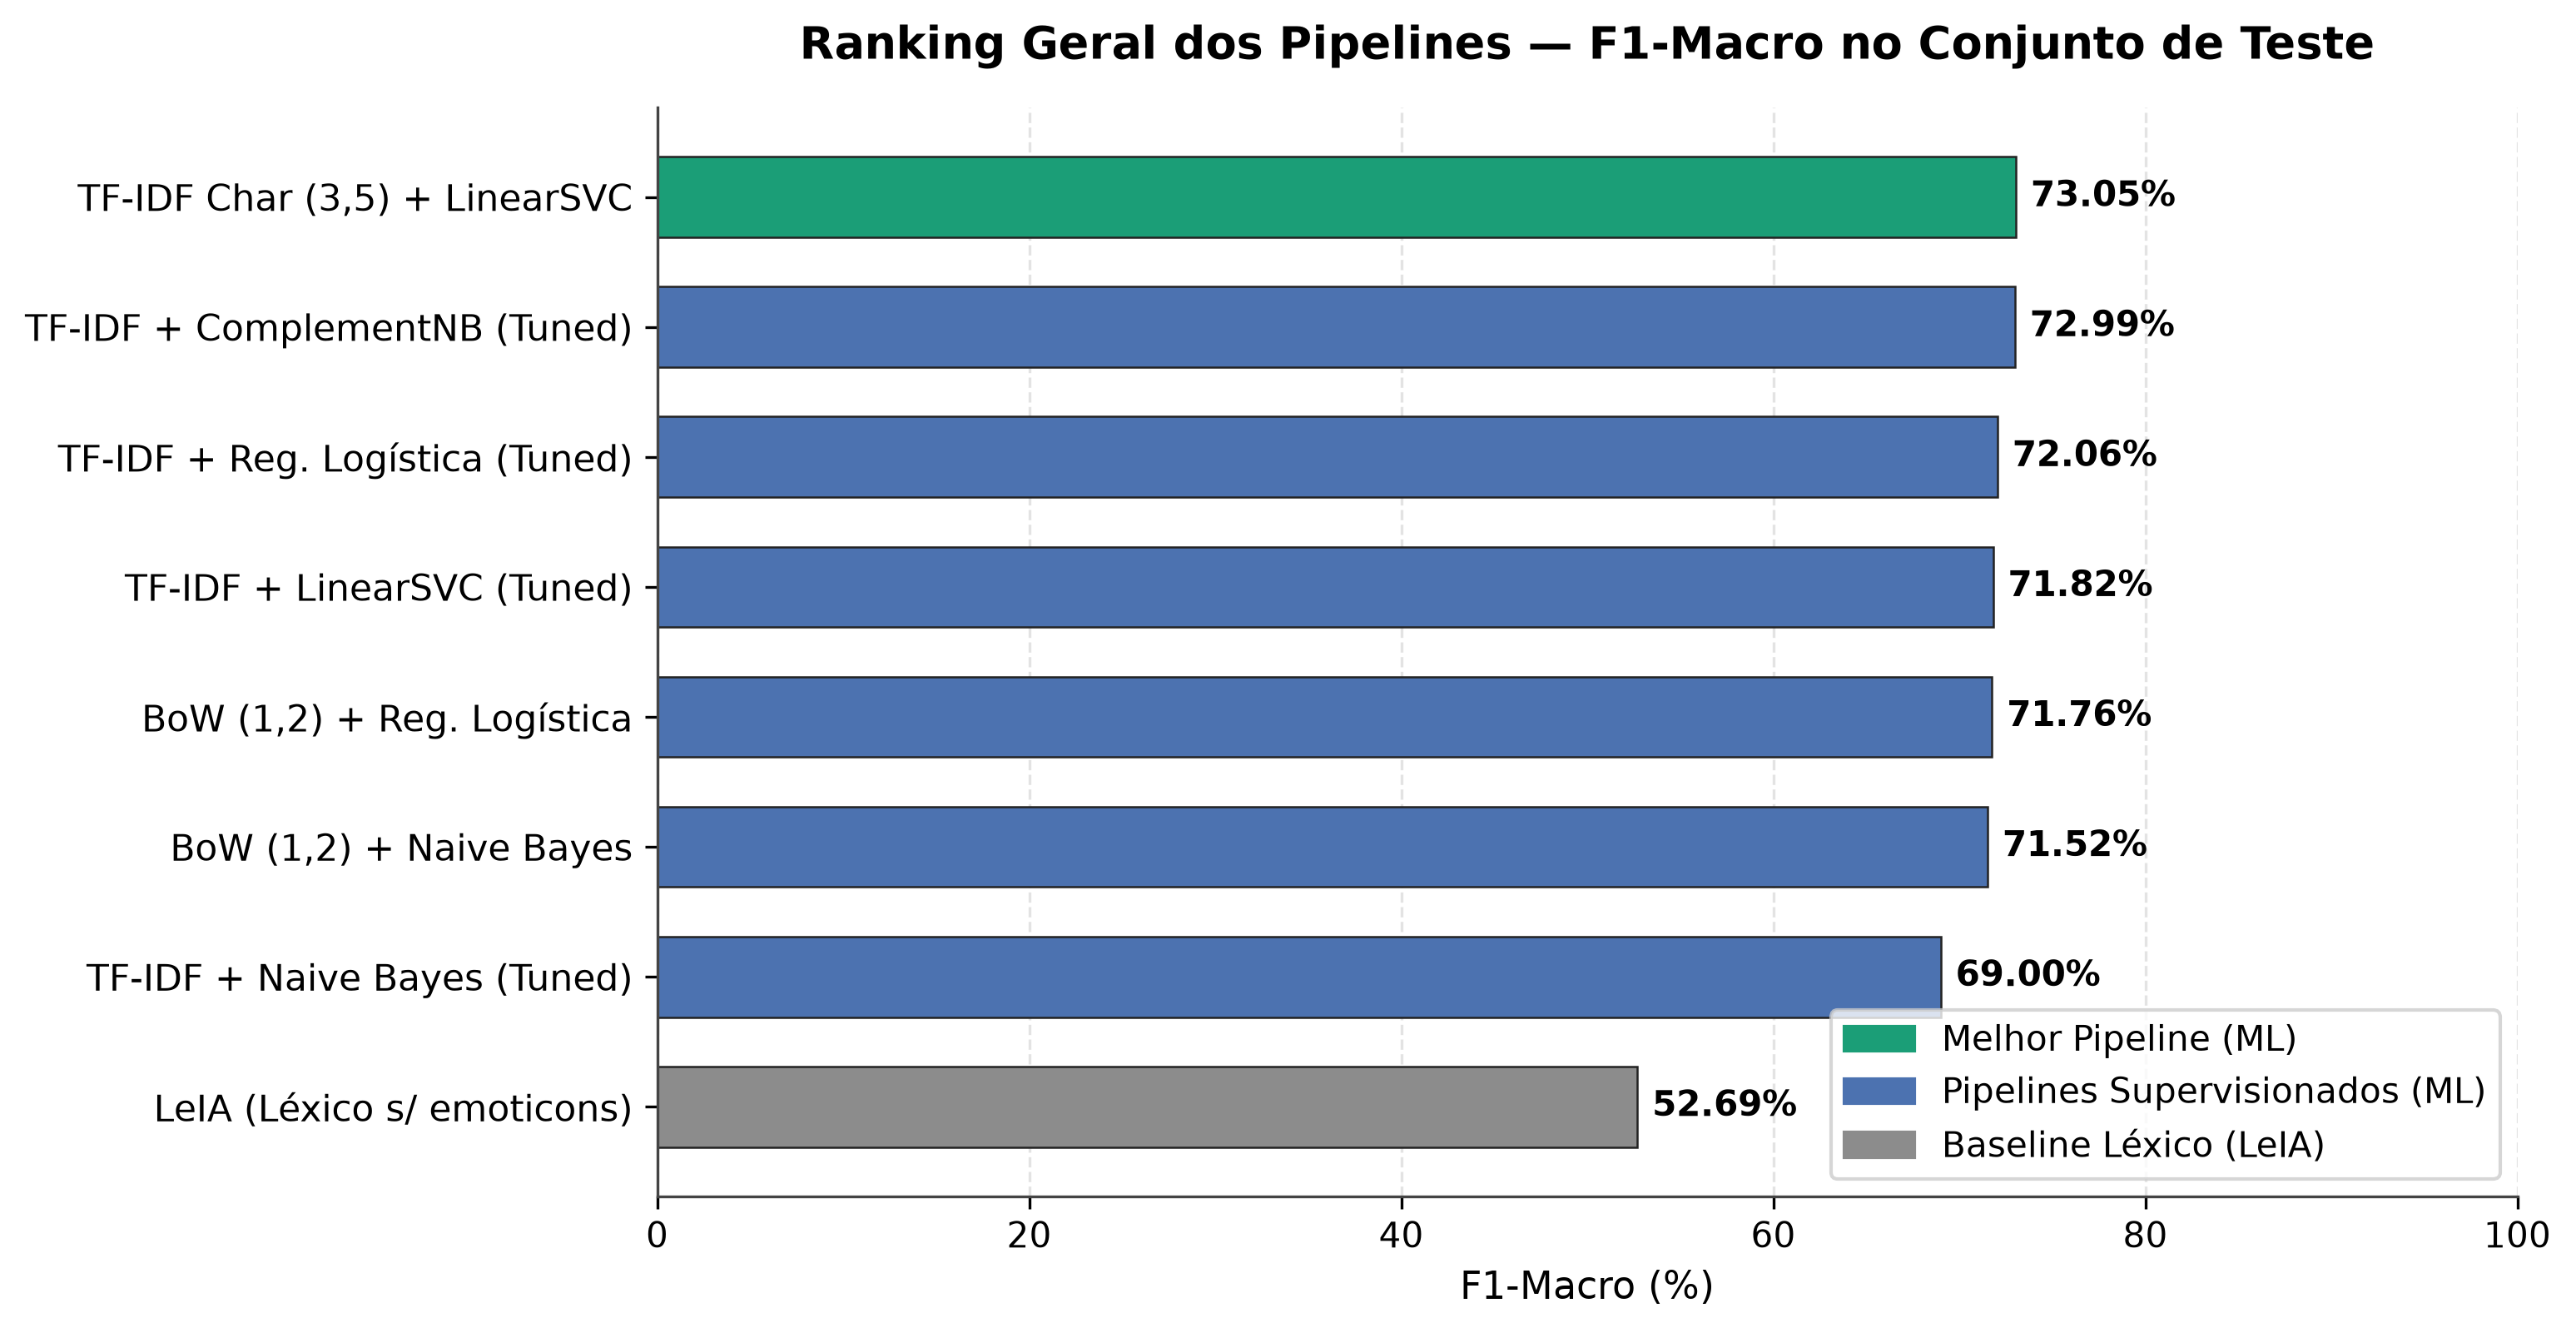 Ranking Geral dos Pipelines — F1-Macro no Conjunto de Teste
TF-IDF Char (3,5) + LinearSVC
73.05%
TF-IDF + ComplementNB (Tuned)
72.99%
TF-IDF + Reg. Logística (Tuned)
72.06%
TF-IDF + LinearSVC (Tuned)
71.82%
BoW (1,2) + Reg. Logística
71.76%
BoW (1,2) + Naive Bayes
71.52%
TF-IDF + Naive Bayes (Tuned)
69.00%
LeIA (Léxico s/ emoticons)
52.69%
Melhor Pipeline (ML)
Pipelines Supervisionados (ML)
Baseline Léxico (LeIA)
0 20 40 60 80 100
F1-Macro (%)